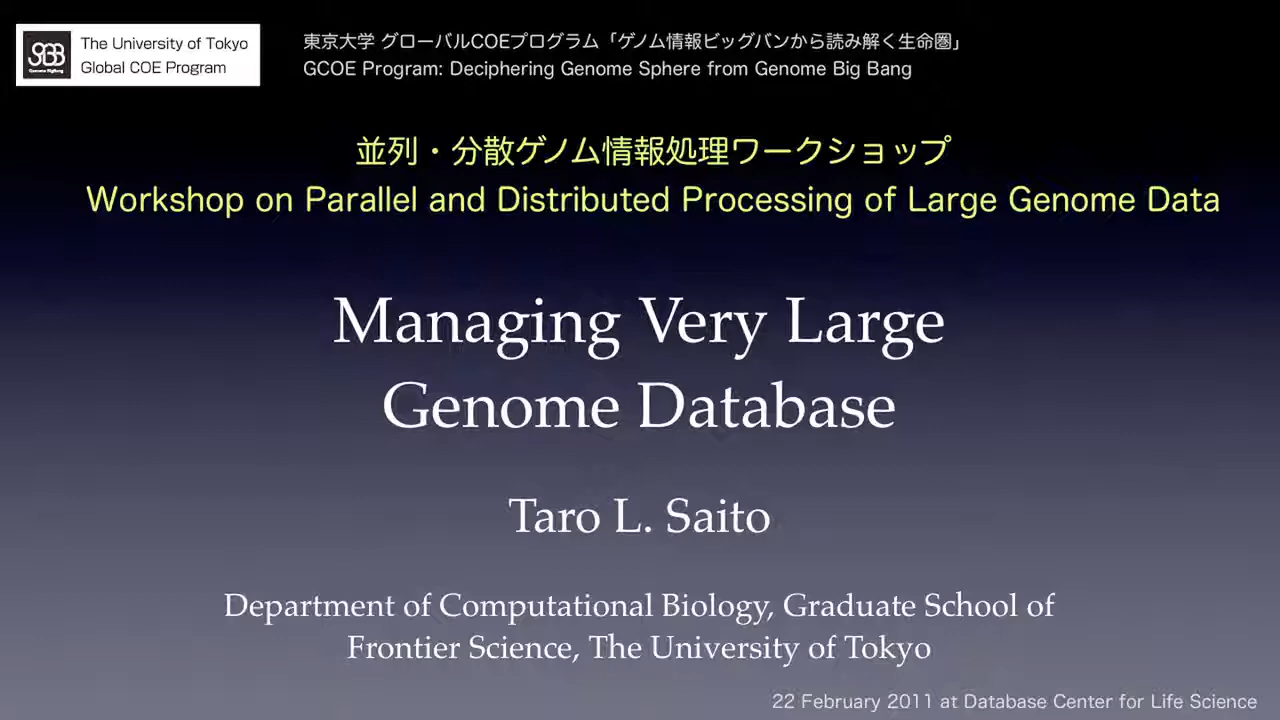 The University of Tokyo
Global COE Program
東京大学 グローバルCOEプログラム「ゲノム情報ビッグバンから読み解く生命圏」
GCOE Program: Deciphering Genome Sphere from Genome Big Bang
並列・分散ゲノム情報処理ワークショップ
Workshop on Parallel and Distributed Processing of Large Genome Data
Managing Very Large
Genome Database
Taro L. Saito
Department of Computational Biology, Graduate School of
Frontier Science, The University of Tokyo
22 February 2011 at Database Center for Life Science